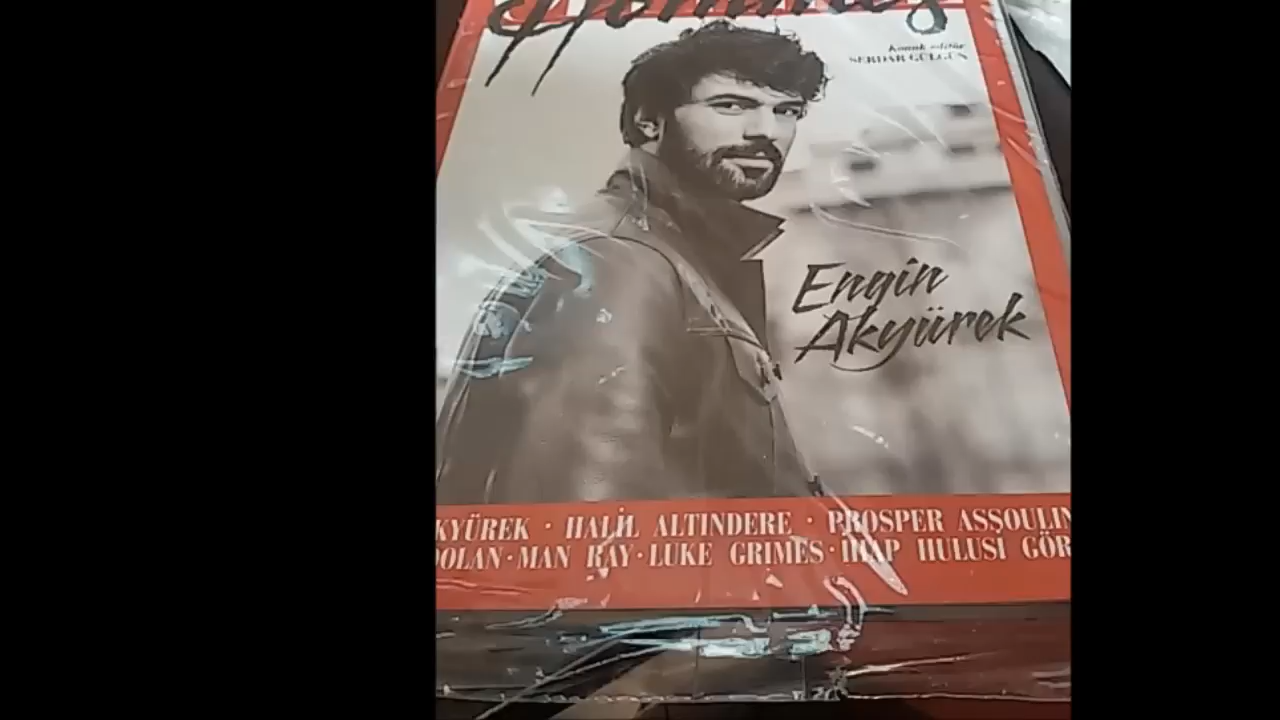 Hommes
Konuk editör
SERDAR GÜLGÜN
Engin
Akyürek
KYÜREK · HALİL ALTINDERE · PROSPER ASSOULIN
DOLAN · MAN RAY · LUKE GRIMES · İHAP HULUSİ GÖR